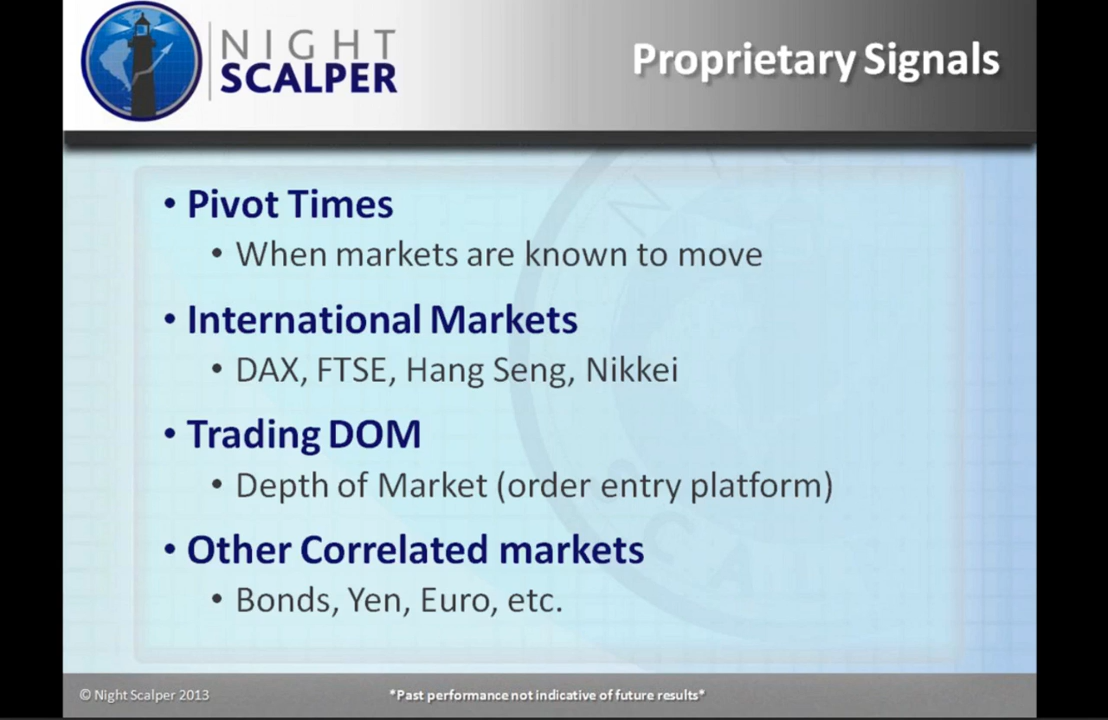 NIGHT
SCALPER
Proprietary Signals
• Pivot Times
• When markets are known to move
• International Markets
• DAX, FTSE, Hang Seng, Nikkei
• Trading DOM
• Depth of Market (order entry platform)
• Other Correlated markets
• Bonds, Yen, Euro, etc.
© Night Scalper 2013
*Past performance not indicative of future results*